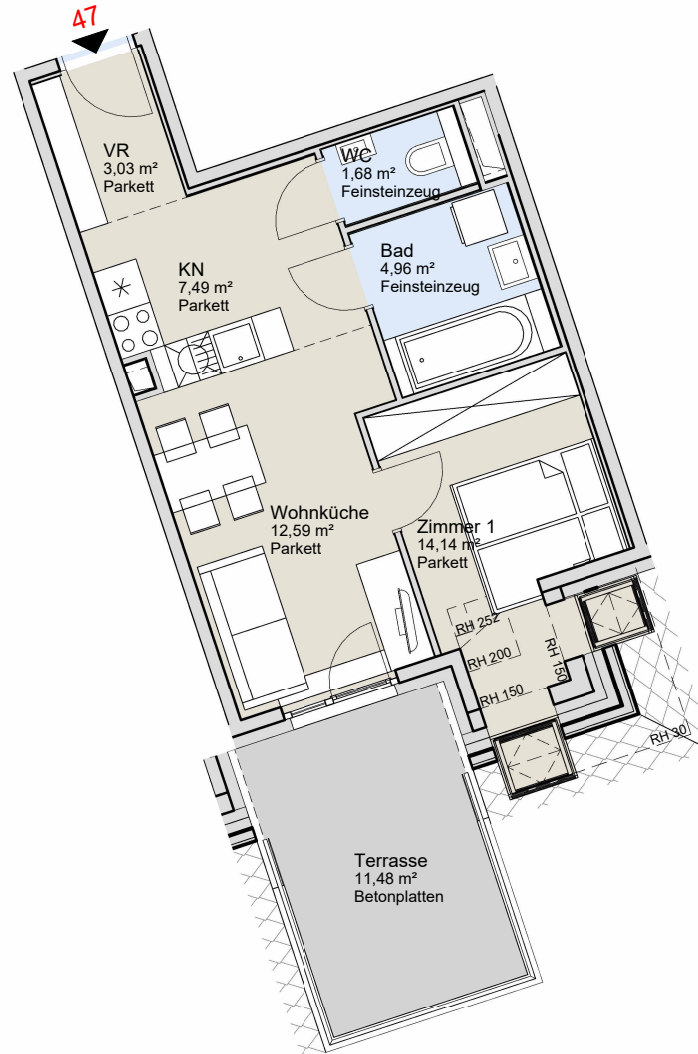 47
VR
3,03 m²
Parkett
WC
1,68 m²
Feinsteinzeug
Bad
4,96 m²
Feinsteinzeug
KN
7,49 m²
Parkett
Wohnküche
12,59 m²
Parkett
Zimmer 1
14,14 m²
Parkett
RH 252
RH 200
RH 150
RH 150
RH 30
Terrasse
11,48 m²
Betonplatten